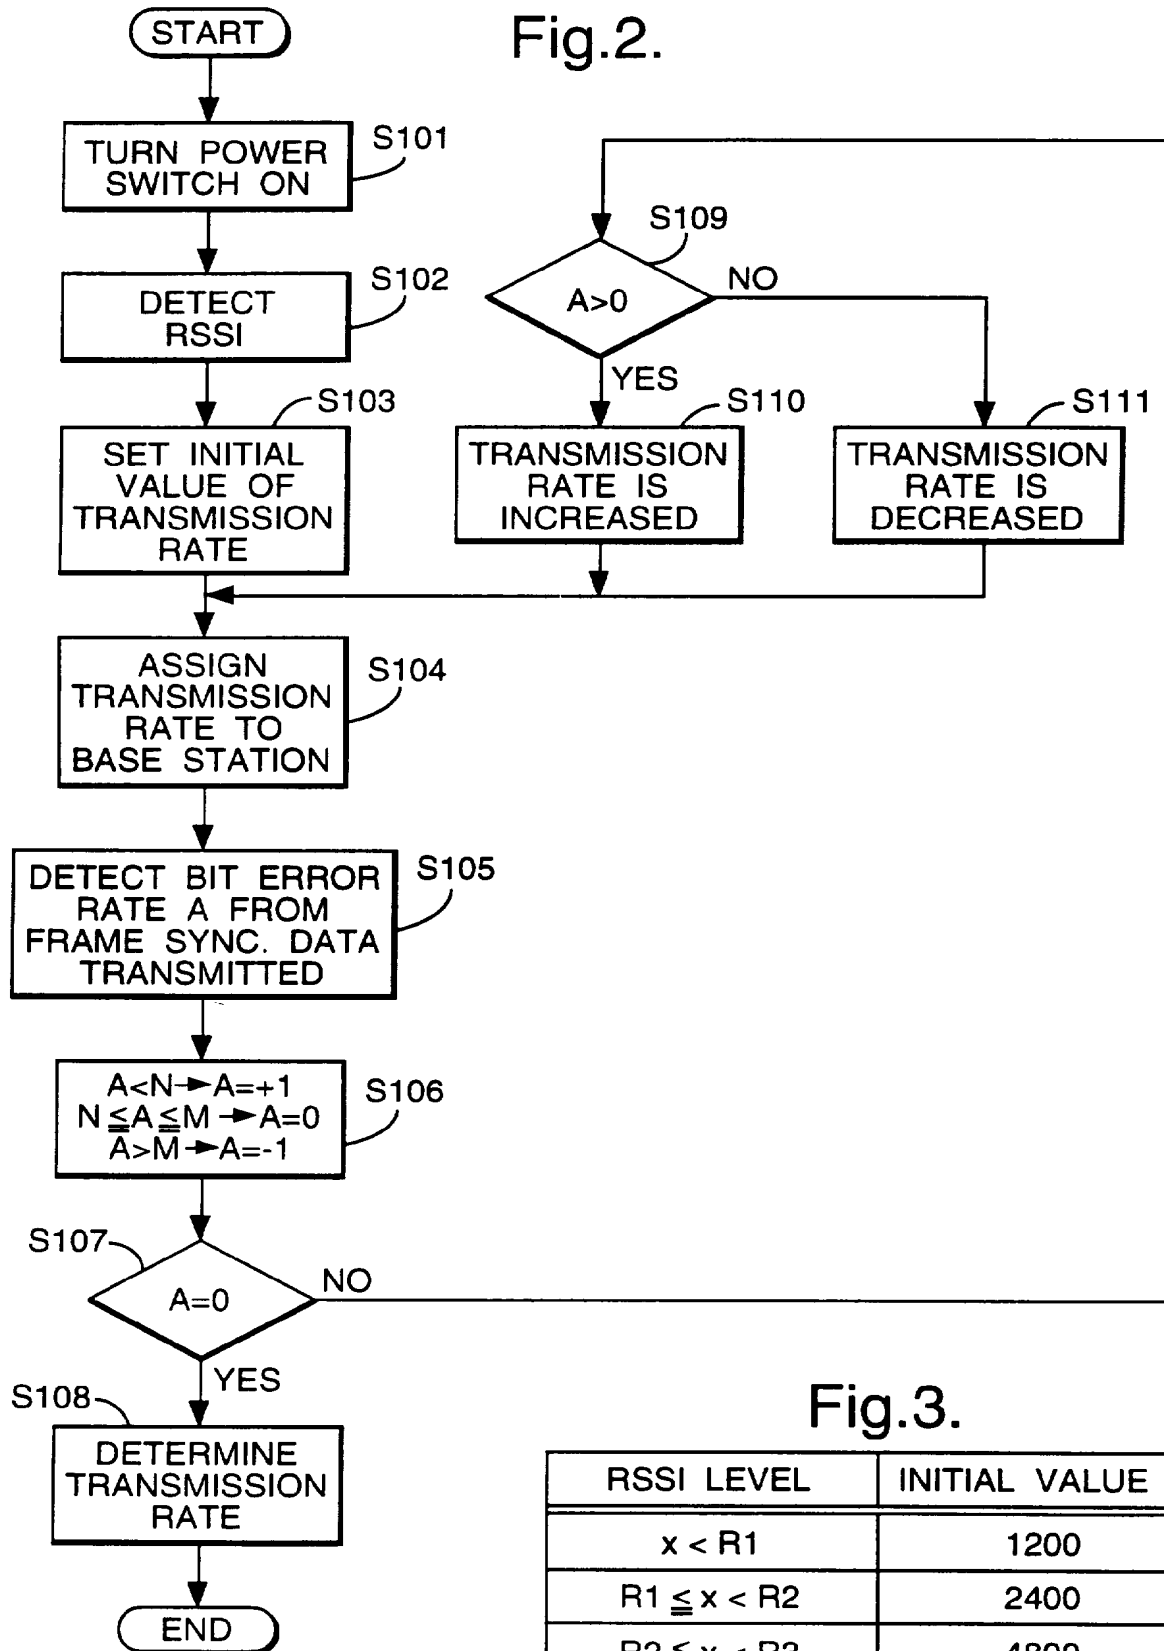 Fig.2.
START
TURN POWER
SWITCH ON
S101
DETECT
RSSI
S102
SET INITIAL
VALUE OF
TRANSMISSION
RATE
S103
A>0
S109
NO
YES
TRANSMISSION
RATE IS
INCREASED
S110
TRANSMISSION
RATE IS
DECREASED
S111
ASSIGN
TRANSMISSION
RATE TO
BASE STATION
S104
DETECT BIT ERROR
RATE A FROM
FRAME SYNC. DATA
TRANSMITTED
S105
A<N→A=+1
N≦A≦M→A=0
A>M→A=-1
S106
S107
A=0
NO
YES
S108
DETERMINE
TRANSMISSION
RATE
END
Fig.3.
RSSI LEVEL INITIAL VALUE
x < R1 1200
R1 ≦ x < R2 2400